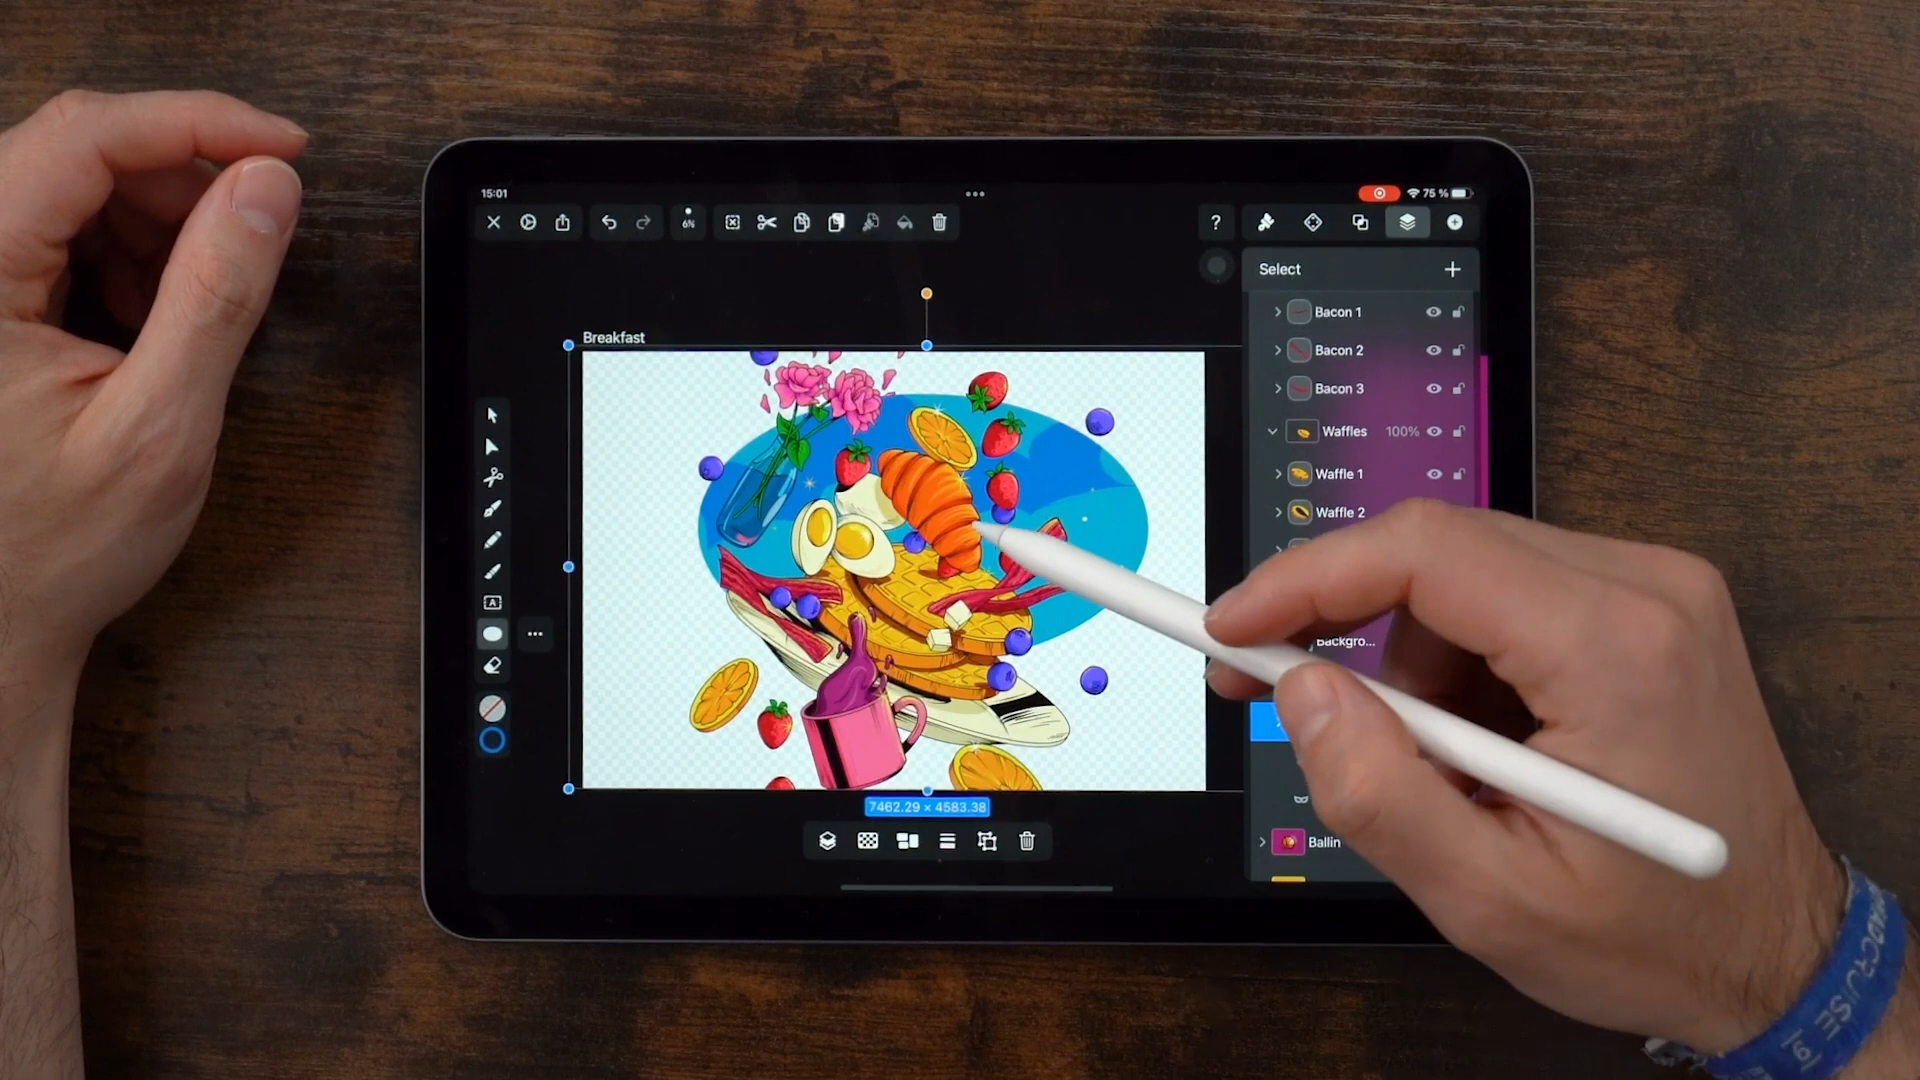 15:01
75 %
6%
?
Select
Breakfast
Bacon 1
Bacon 2
Bacon 3
Waffles 100%
Waffle 1
Waffle 2
A
Backgro...
7462.29 × 4583.38
Ballin